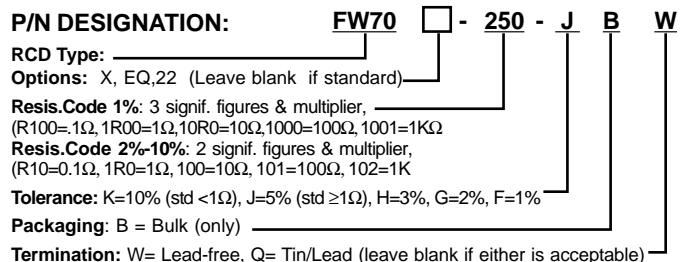 P/N DESIGNATION: FW70 □ - 250 - J B W
RCD Type:
Options: X, EQ,22 (Leave blank if standard)
Resis.Code 1%: 3 signif. figures & multiplier,
(R100=.1Ω, 1R00=1Ω,10R0=10Ω,1000=100Ω, 1001=1KΩ
Resis.Code 2%-10%: 2 signif. figures & multiplier,
(R10=0.1Ω, 1R0=1Ω, 100=10Ω, 101=100Ω, 102=1K
Tolerance: K=10% (std <1Ω), J=5% (std ≥1Ω), H=3%, G=2%, F=1%
Packaging: B = Bulk (only)
Termination: W= Lead-free, Q= Tin/Lead (leave blank if either is acceptable)